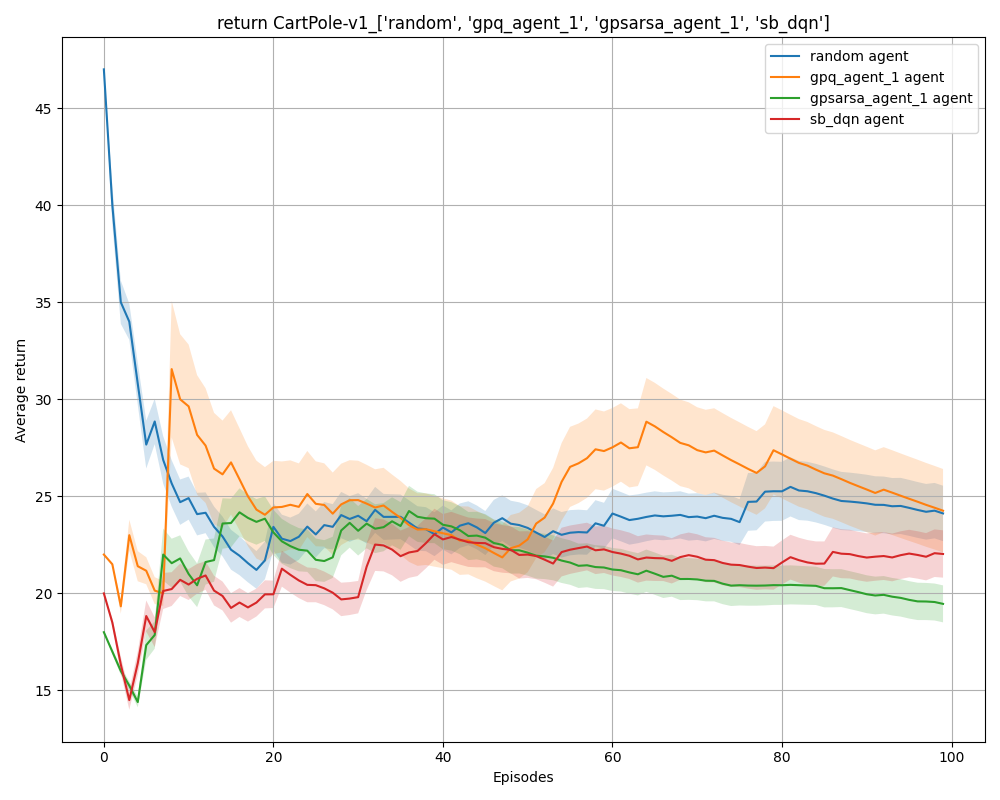 return CartPole-v1_['random', 'gpq_agent_1', 'gpsarsa_agent_1', 'sb_dqn']
random agent
gpq_agent_1 agent
gpsarsa_agent_1 agent
sb_dqn agent
Average return
45
40
35
30
25
20
15
0 20 40 60 80 100
Episodes